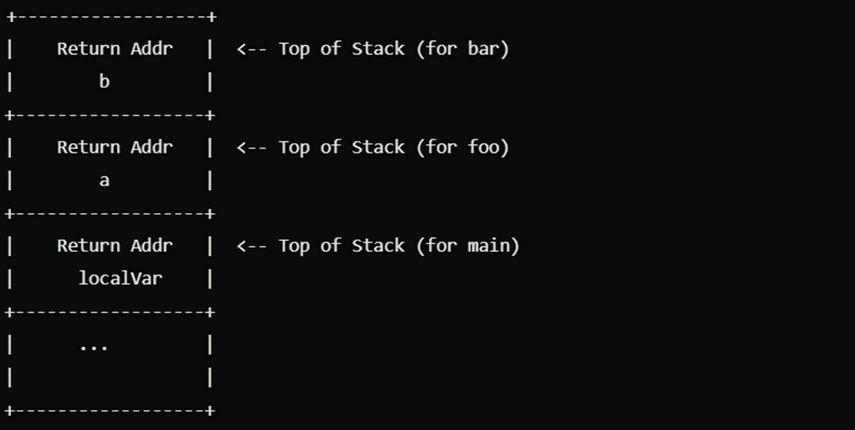 +------------------+
|    Return Addr   |  <-- Top of Stack (for bar)
|        b         |
+------------------+
|    Return Addr   |  <-- Top of Stack (for foo)
|        a         |
+------------------+
|    Return Addr   |  <-- Top of Stack (for main)
|      localVar    |
+------------------+
|      ...         |
|                  |
+------------------+